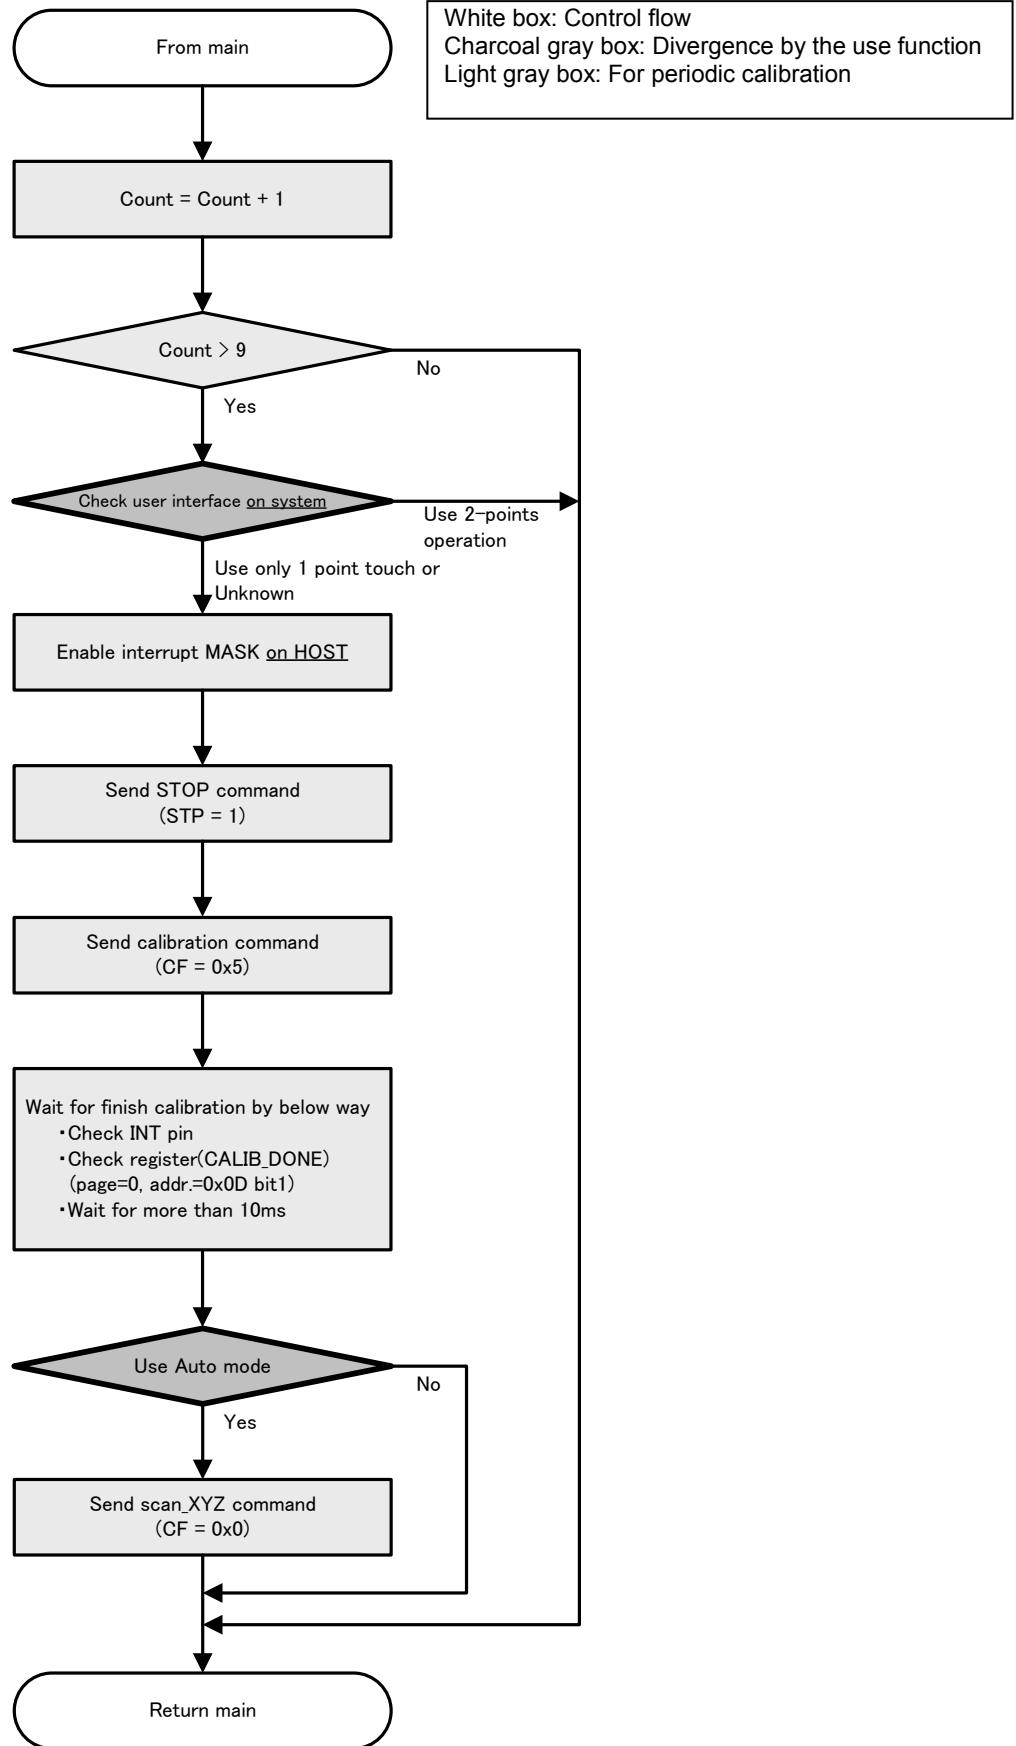 White box: Control flow
Charcoal gray box: Divergence by the use function
Light gray box: For periodic calibration
From main
Count = Count + 1
Count > 9
No
Yes
Check user interface on system
Use 2-points
operation
Use only 1 point touch or
Unknown
Enable interrupt MASK on HOST
Send STOP command
(STP = 1)
Send calibration command
(CF = 0x5)
Wait for finish calibration by below way
・Check INT pin
・Check register(CALIB_DONE)
(page=0, addr.=0x0D bit1)
・Wait for more than 10ms
Use Auto mode
No
Yes
Send scan_XYZ command
(CF = 0x0)
Return main